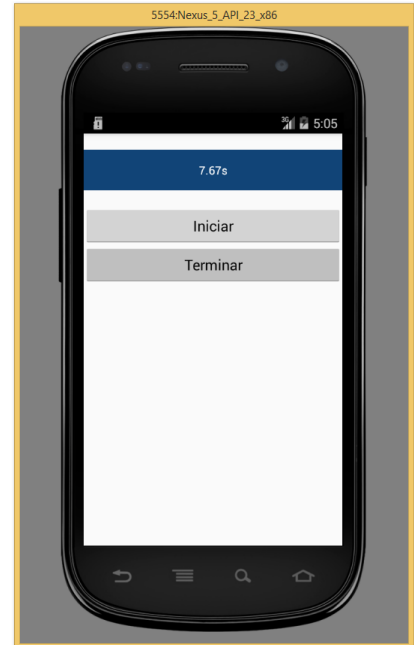 5554:Nexus_5_API_23_x86
3G 5:05
7.67s
Iniciar
Terminar